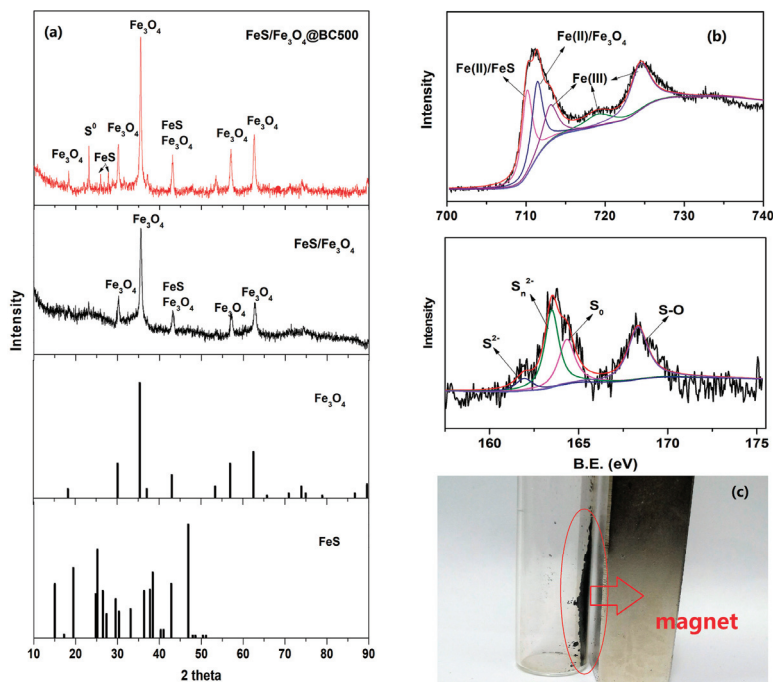 (a)
FeS/Fe3O4@BC500
Fe3O4
S0
Fe3O4
FeS
FeS
Fe3O4
Fe3O4
Fe3O4
Fe3O4
FeS/Fe3O4
Fe3O4
Fe3O4
FeS
Fe3O4
Fe3O4
Fe3O4
Fe3O4
FeS
Intensity
10 20 30 40 50 60 70 80 90
2 theta
(b)
Fe(II)/FeS
Fe(II)/Fe3O4
Fe(III)
Intensity
700 710 720 730 740
Sn2-
S2-
S0
S-O
Intensity
160 165 170 175
B.E. (eV)
(c)
magnet